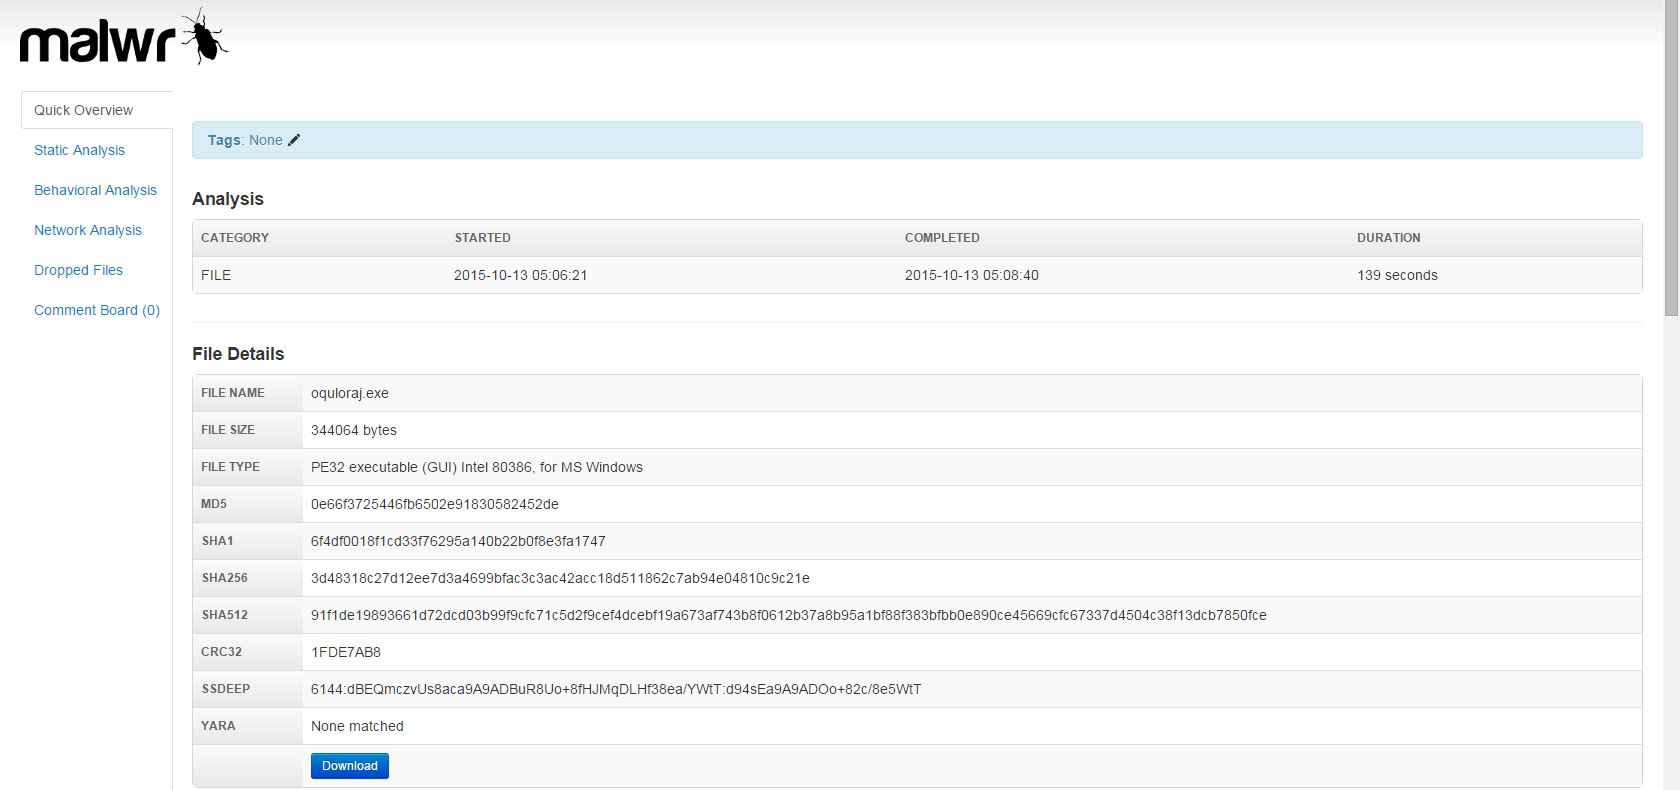 malwr
Quick Overview
Static Analysis
Behavioral Analysis
Network Analysis
Dropped Files
Comment Board (0)
Tags: None
Analysis
CATEGORY STARTED COMPLETED DURATION
FILE 2015-10-13 05:06:21 2015-10-13 05:08:40 139 seconds
File Details
FILE NAME oquloraj.exe
FILE SIZE 344064 bytes
FILE TYPE PE32 executable (GUI) Intel 80386, for MS Windows
MD5 0e66f3725446fb6502e91830582452de
SHA1 6f4df0018f1cd33f76295a140b22b0f8e3fa1747
SHA256 3d48318c27d12ee7d3a4699bfac3c3ac42acc18d511862c7ab94e04810c9c21e
SHA512 91f1de19893661d72dcd03b99f9cfc71c5d2f9cef4dcebf19a673af743b8f0612b37a8b95a1bf88f383bfbb0e890ce45669cfc67337d4504c38f13dcb7850fce
CRC32 1FDE7AB8
SSDEEP 6144:dBEQmczvUs8aca9A9ADBuR8Uo+8fHJMqDLHf38ea/YWtT:d94sEa9A9ADOo+82c/8e5WtT
YARA None matched
Download